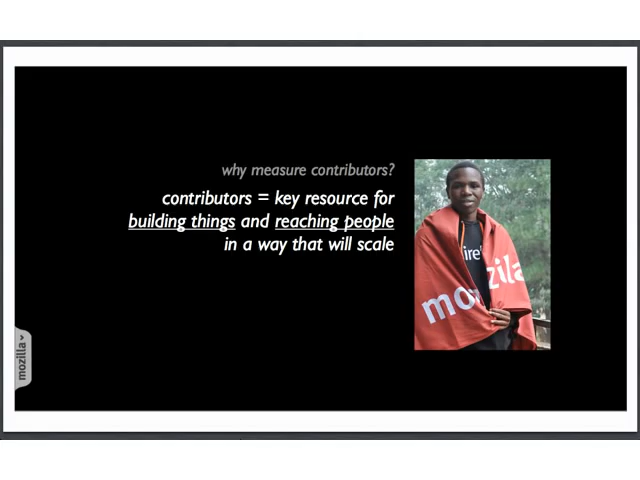 why measure contributors?
contributors = key resource for
building things and reaching people
in a way that will scale
ire
mozilla
mozilla